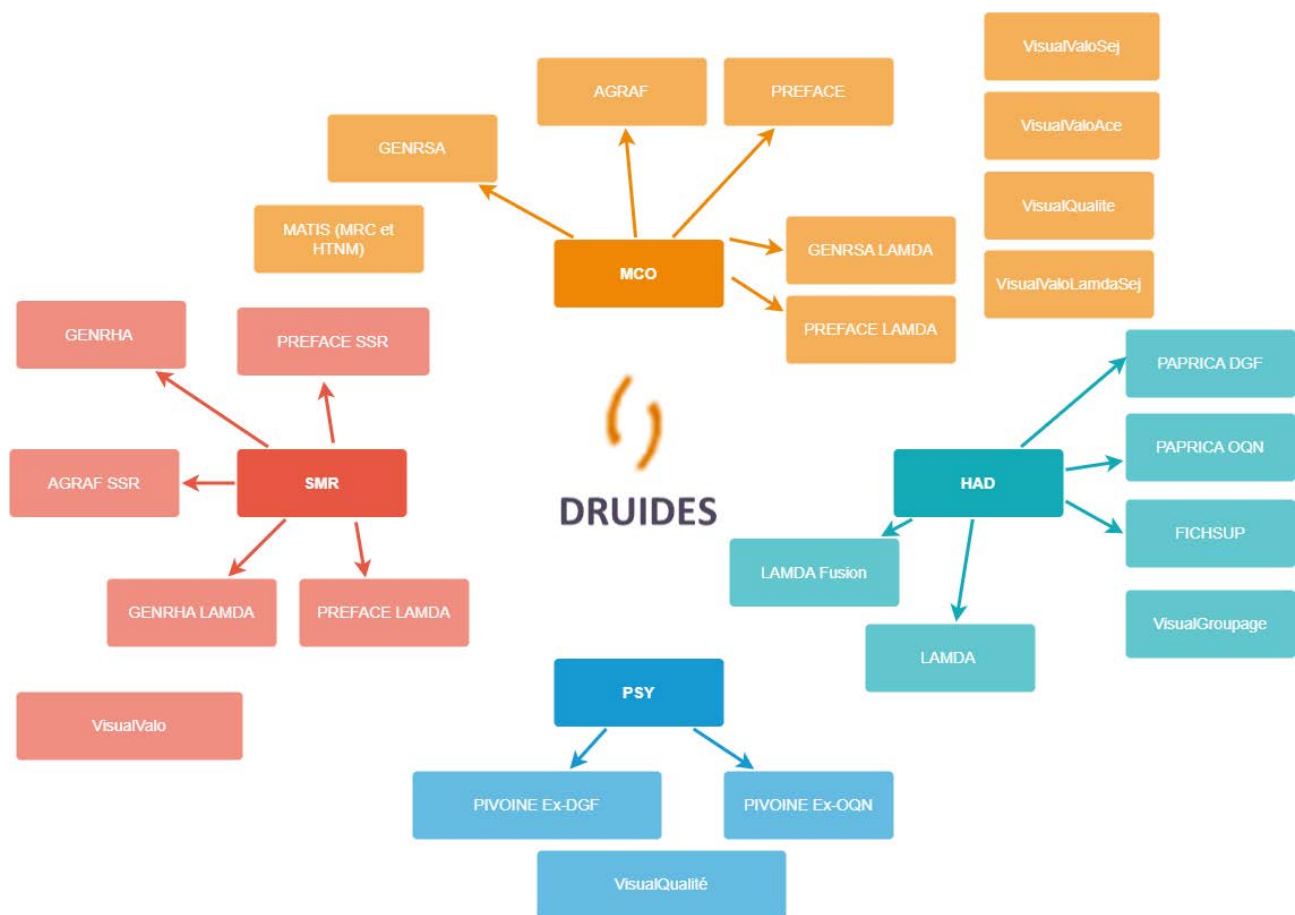 VisualValoSej
AGRAF
PREFACE
VisualValoAce
GENRSA
VisualQualite
MATIS (MRC et
HTNM)
GENRSA LAMDA
MCO
VisualValoLamdaSej
PREFACE LAMDA
GENRHA
PREFACE SSR
PAPRICA DGF
PAPRICA OQN
AGRAF SSR
SMR
HAD
DRUIDES
FICHSUP
LAMDA Fusion
GENRHA LAMDA
PREFACE LAMDA
VisualGroupage
LAMDA
PSY
VisualValo
PIVOINE Ex-DGF
PIVOINE Ex-OQN
VisualQualité